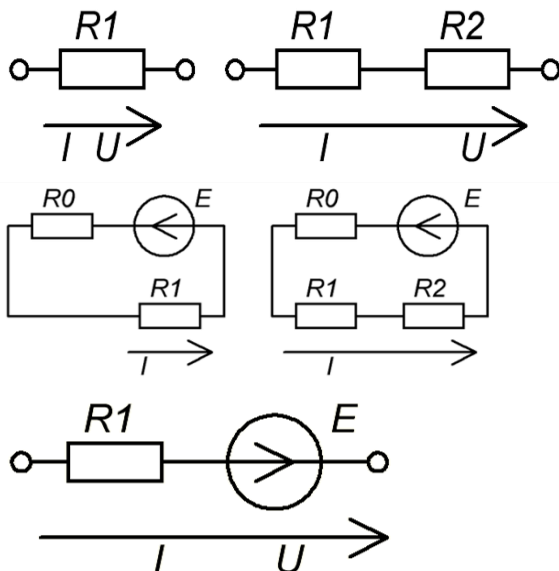 R1 R1 R2
I U I U
R0 E R0 E
R1 R1 R2
I I
R1 E
I U